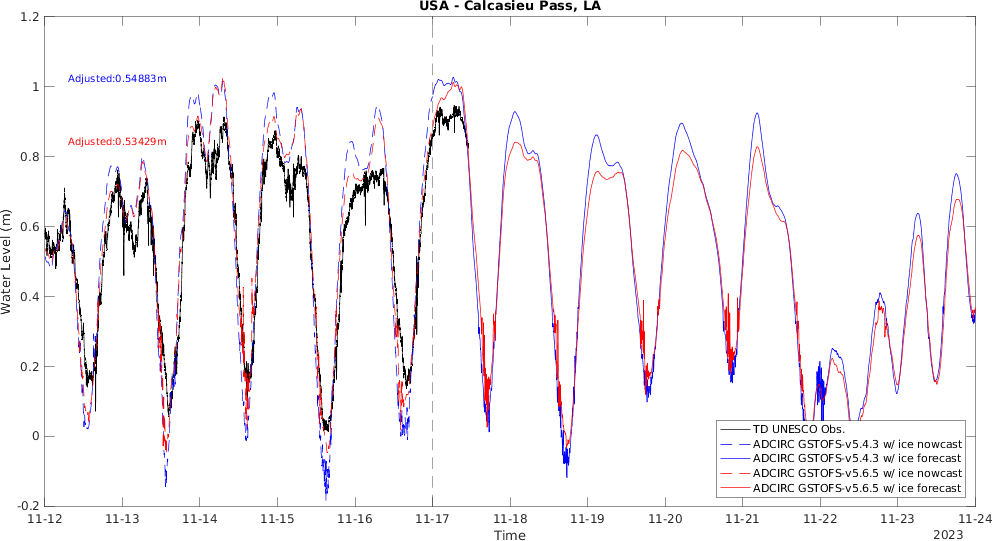 USA - Calcasieu Pass, LA
1.2
1
0.8
0.6
0.4
0.2
0
-0.2
Water Level (m)
Adjusted:0.54883m
Adjusted:0.53429m
TD UNESCO Obs.
ADCIRC GSTOFS-v5.4.3 w/ ice nowcast
ADCIRC GSTOFS-v5.4.3 w/ ice forecast
ADCIRC GSTOFS-v5.6.5 w/ ice nowcast
ADCIRC GSTOFS-v5.6.5 w/ ice forecast
11-12 11-13 11-14 11-15 11-16 11-17 11-18 11-19 11-20 11-21 11-22 11-23 11-24
Time
2023